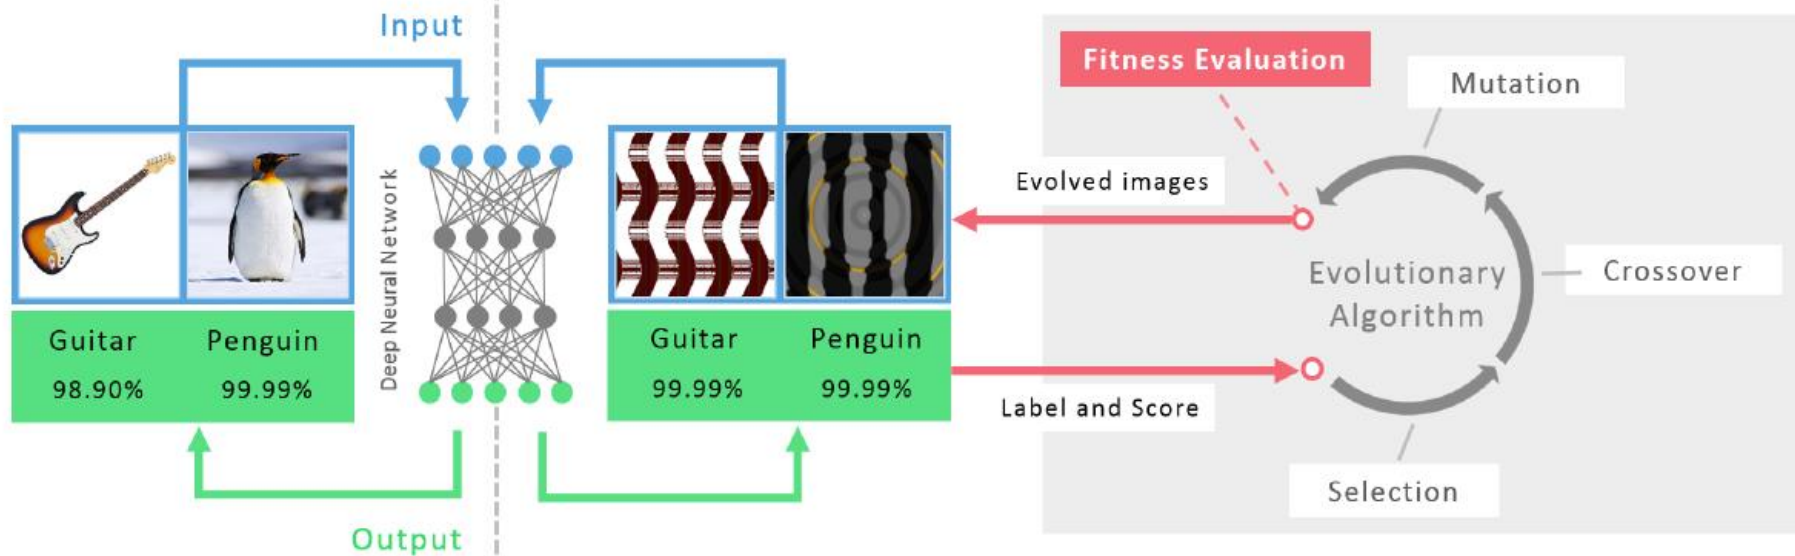 Input
Fitness Evaluation
Mutation
Deep Neural Network
Evolved images
Evolutionary
Algorithm
Crossover
Guitar Penguin
98.90% 99.99%
Guitar Penguin
99.99% 99.99%
Label and Score
Selection
Output